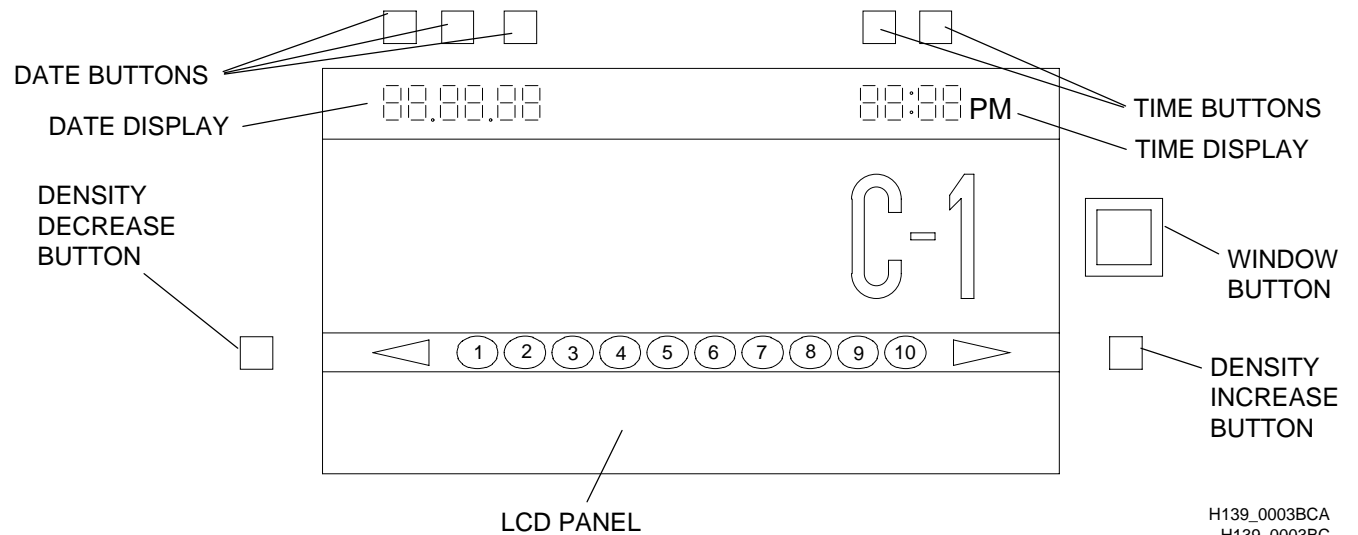 DATE BUTTONS
DATE DISPLAY
88.88.88
88:88 PM
TIME BUTTONS
TIME DISPLAY
DENSITY
DECREASE
BUTTON
C-1
WINDOW
BUTTON
1 2 3 4 5 6 7 8 9 10
DENSITY
INCREASE
BUTTON
LCD PANEL
H139_0003BCA
H139_0003BC